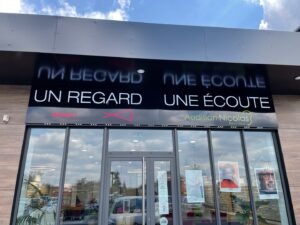 UN REGARD UNE ÉCOUTE
Audition Nicolas